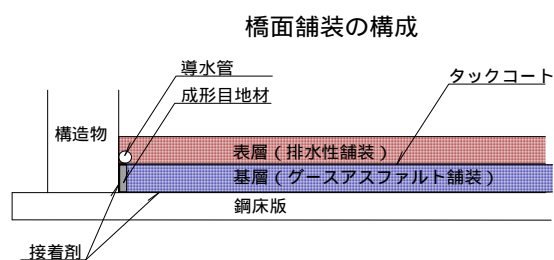 橋面舗装の構成
導水管
タックコート
成形目地材
構造物
表層（排水性舗装）
基層（グースアスファルト舗装）
鋼床版
接着剤